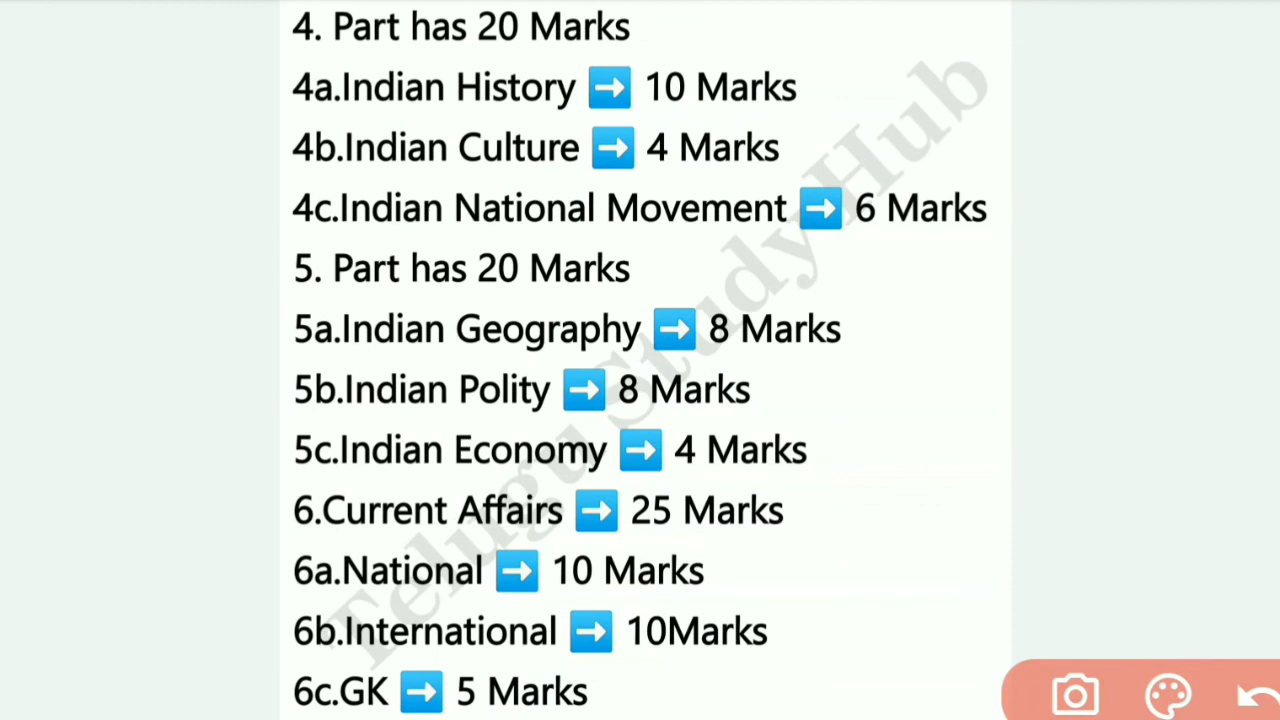 4. Part has 20 Marks
4a.Indian History ➡️ 10 Marks
4b.Indian Culture ➡️ 4 Marks
4c.Indian National Movement ➡️ 6 Marks
5. Part has 20 Marks
5a.Indian Geography ➡️ 8 Marks
5b.Indian Polity ➡️ 8 Marks
5c.Indian Economy ➡️ 4 Marks
6.Current Affairs ➡️ 25 Marks
6a.National ➡️ 10 Marks
6b.International ➡️ 10Marks
6c.GK ➡️ 5 Marks
Telugu StudyHub